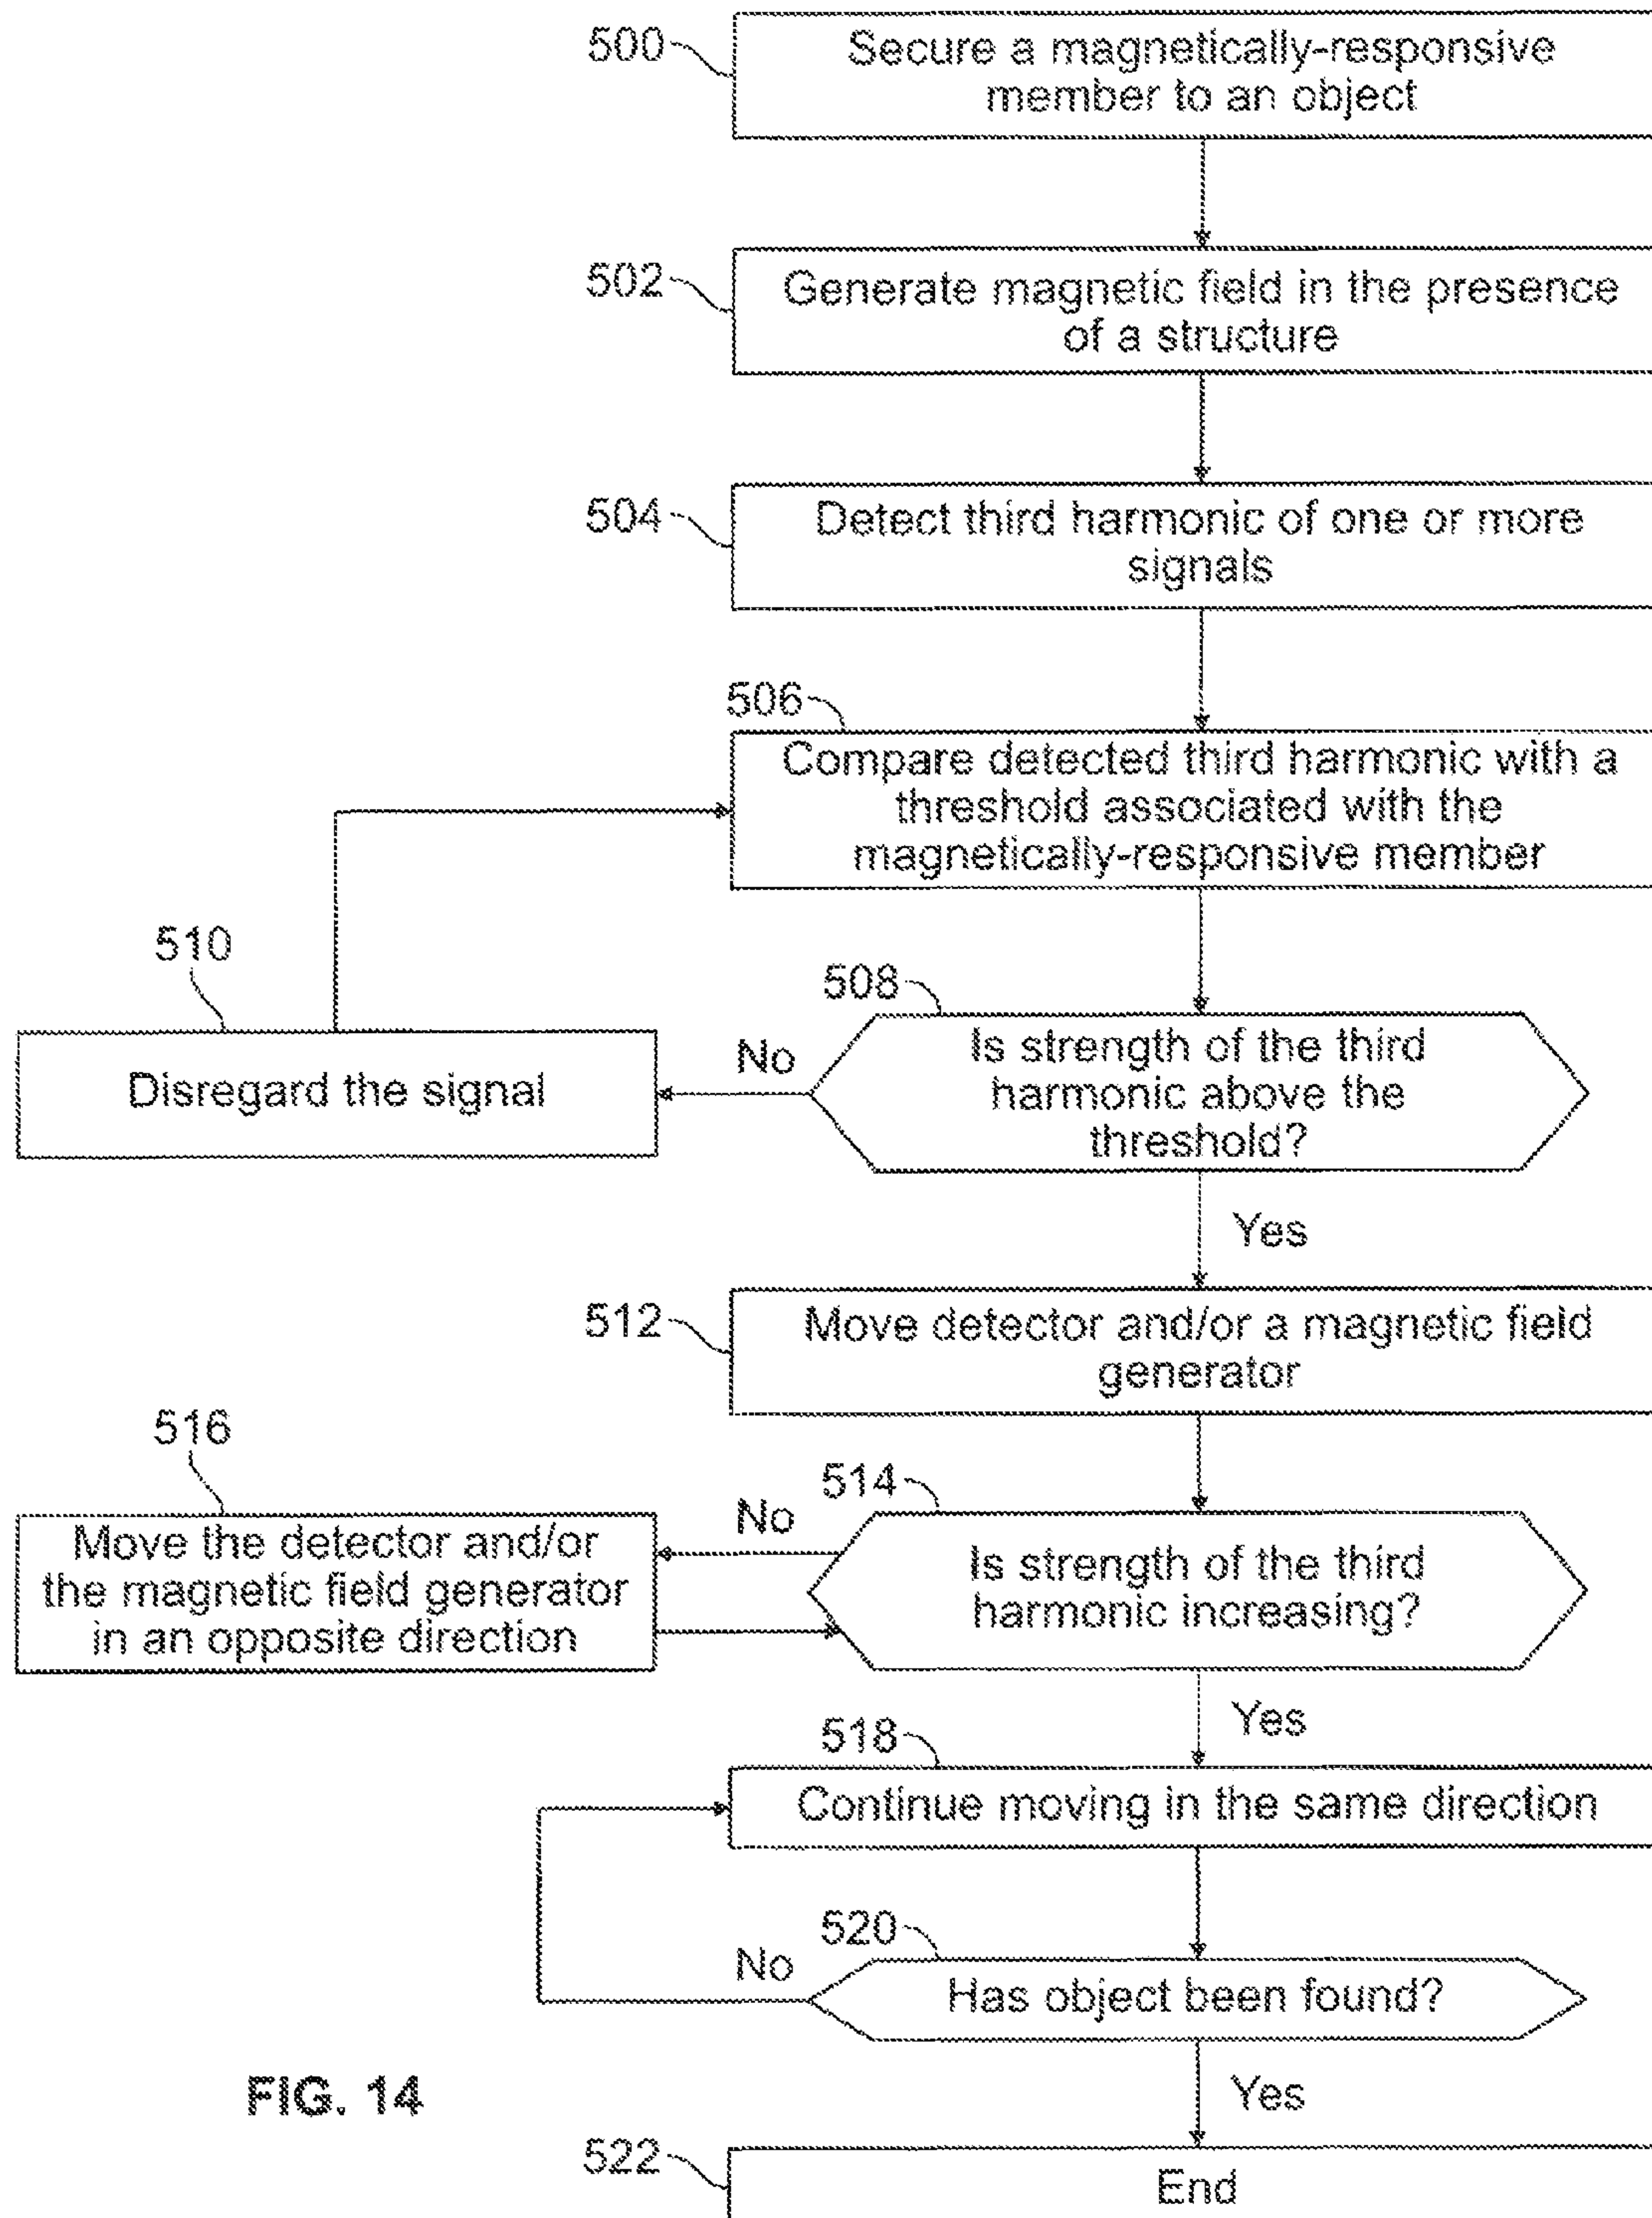 500
Secure a magnetically-responsive
member to an object
502
Generate magnetic field in the presence
of a structure
504
Detect third harmonic of one or more
signals
506
Compare detected third harmonic with a
threshold associated with the
magnetically-responsive member
510
Disregard the signal
No
508
Is strength of the third
harmonic above the
threshold?
Yes
512
Move detector and/or a magnetic field
generator
516
Move the detector and/or
the magnetic field generator
in an opposite direction
No
514
Is strength of the third
harmonic increasing?
Yes
518
Continue moving in the same direction
520
No
Has object been found?
Yes
FIG. 14
522
End